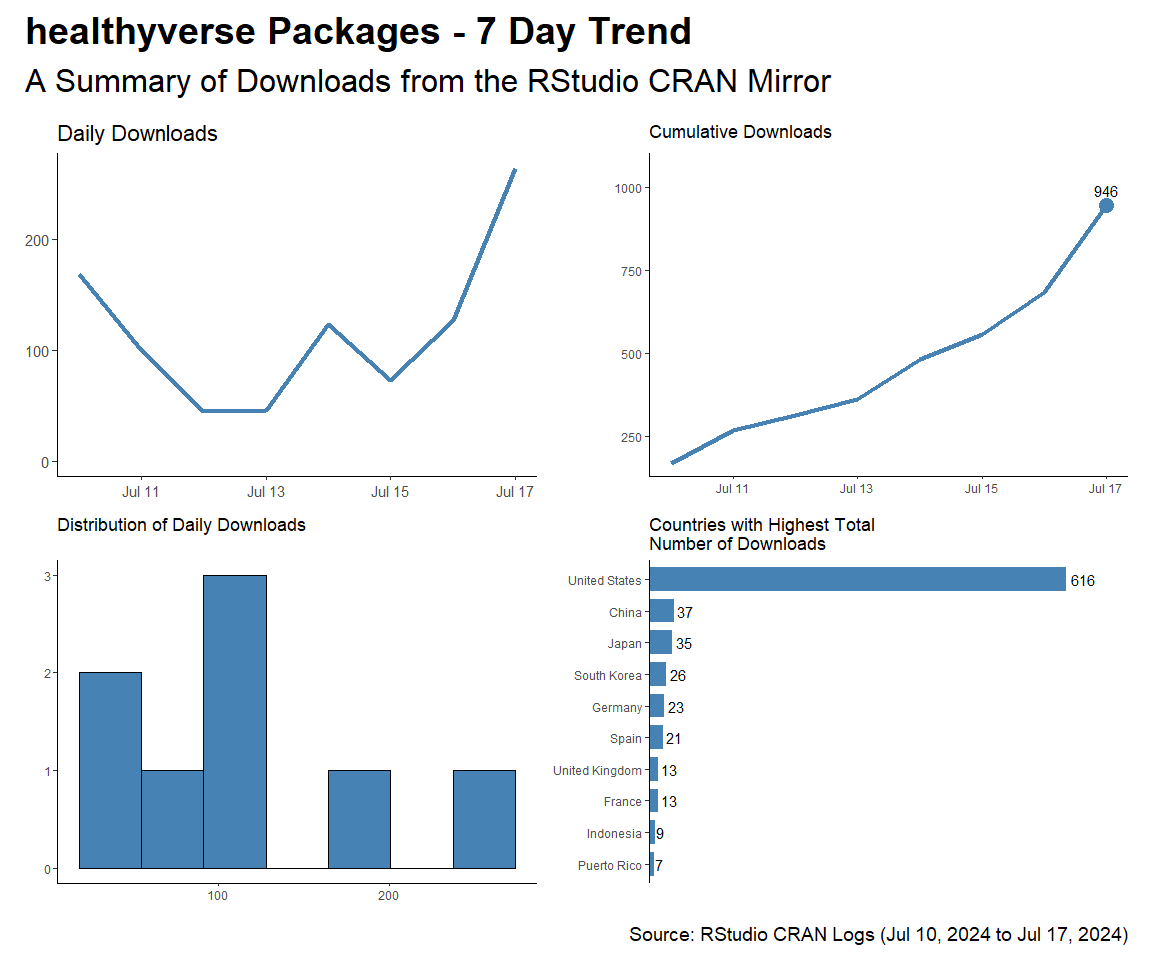 healthyverse Packages - 7 Day Trend
A Summary of Downloads from the RStudio CRAN Mirror
Daily Downloads
200
100
0
Jul 11 Jul 13 Jul 15 Jul 17
Cumulative Downloads
1000
750
500
250
946
Jul 11 Jul 13 Jul 15 Jul 17
Distribution of Daily Downloads
3
2
1
0
100 200
Countries with Highest Total
Number of Downloads
United States 616
China 37
Japan 35
South Korea 26
Germany 23
Spain 21
United Kingdom 13
France 13
Indonesia 9
Puerto Rico 7
Source: RStudio CRAN Logs (Jul 10, 2024 to Jul 17, 2024)